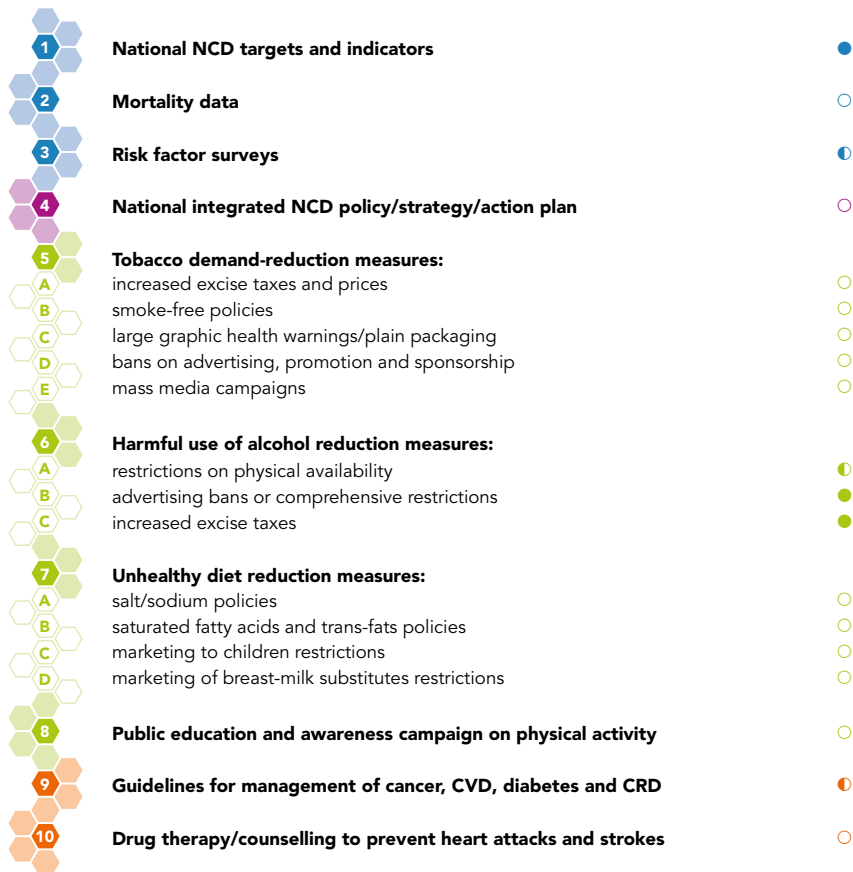 1 National NCD targets and indicators
2 Mortality data
3 Risk factor surveys
4 National integrated NCD policy/strategy/action plan
5 Tobacco demand-reduction measures:
A increased excise taxes and prices
B smoke-free policies
C large graphic health warnings/plain packaging
D bans on advertising, promotion and sponsorship
E mass media campaigns
6 Harmful use of alcohol reduction measures:
A restrictions on physical availability
B advertising bans or comprehensive restrictions
C increased excise taxes
7 Unhealthy diet reduction measures:
A salt/sodium policies
B saturated fatty acids and trans-fats policies
C marketing to children restrictions
D marketing of breast-milk substitutes restrictions
8 Public education and awareness campaign on physical activity
9 Guidelines for management of cancer, CVD, diabetes and CRD
10 Drug therapy/counselling to prevent heart attacks and strokes